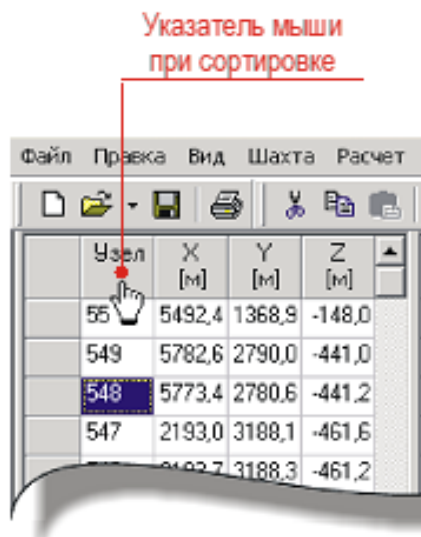 Указатель мыши
при сортировке
Файл Правка Вид Шахта Расчет
Узел X Y Z
[м] [м] [м]
55 5492,4 1368,9 -148,0
549 5782,6 2790,0 -441,0
548 5773,4 2780,6 -441,2
547 2193,0 3188,1 -461,6
3188,3 -461,2